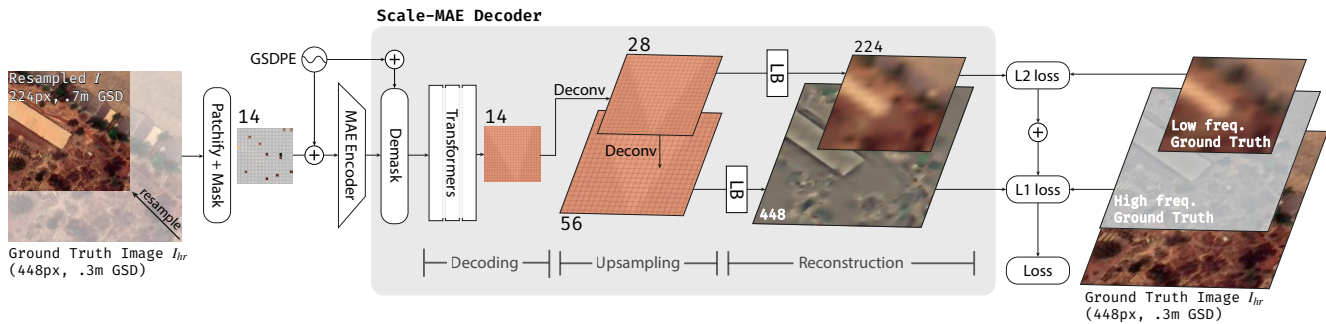 Scale-MAE Decoder
GSDPE
Resampled I
224px, .7m GSD
resample
Ground Truth Image I_hr
(448px, .3m GSD)
Patchify + Mask
14
MAE Encoder
Demask
Transformers
14
Deconv
28
Deconv
56
LB
LB
224
448
Decoding
Upsampling
Reconstruction
L2 loss
L1 loss
Loss
Low freq.
Ground Truth
High freq.
Ground Truth
Ground Truth Image I_hr
(448px, .3m GSD)